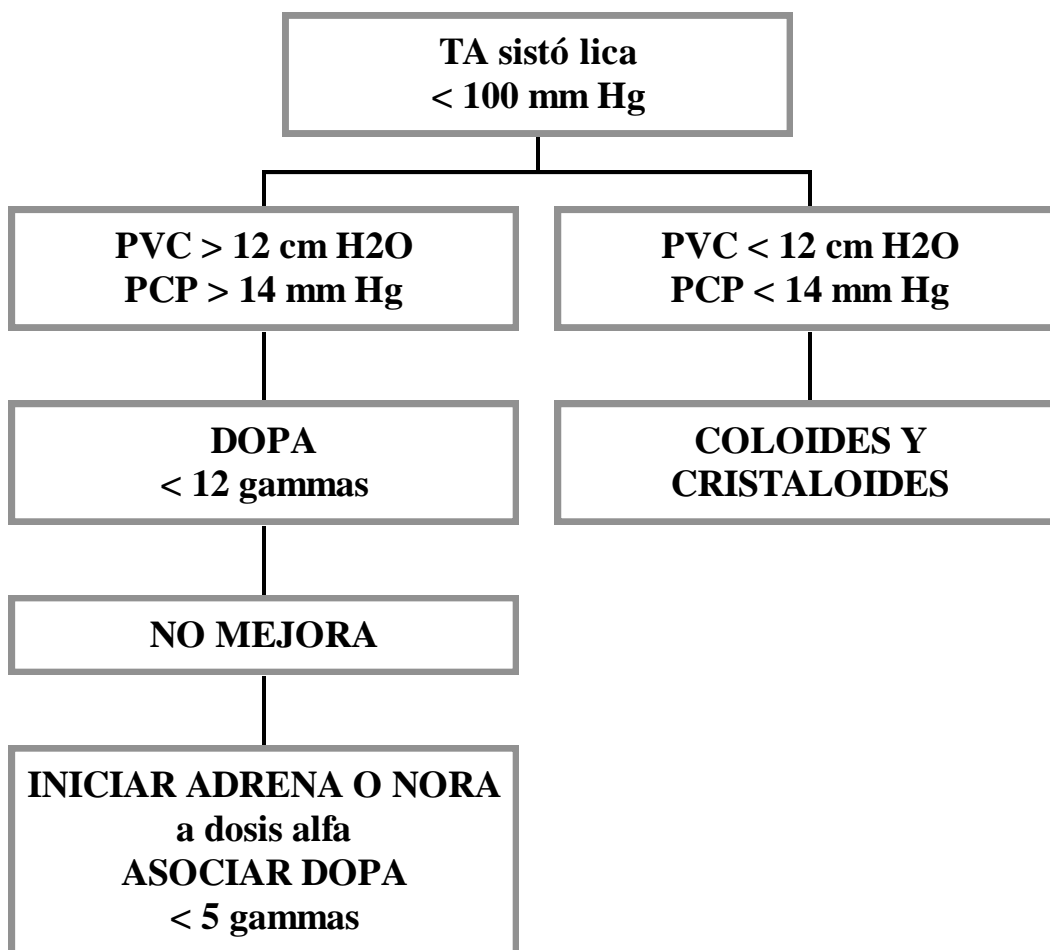 TA sistó lica
< 100 mm Hg
PVC > 12 cm H2O
PCP > 14 mm Hg
PVC < 12 cm H2O
PCP < 14 mm Hg
DOPA
< 12 gammas
COLOIDES Y
CRISTALOIDES
NO MEJORA
INICIAR ADRENA O NORA
a dosis alfa
ASOCIAR DOPA
< 5 gammas